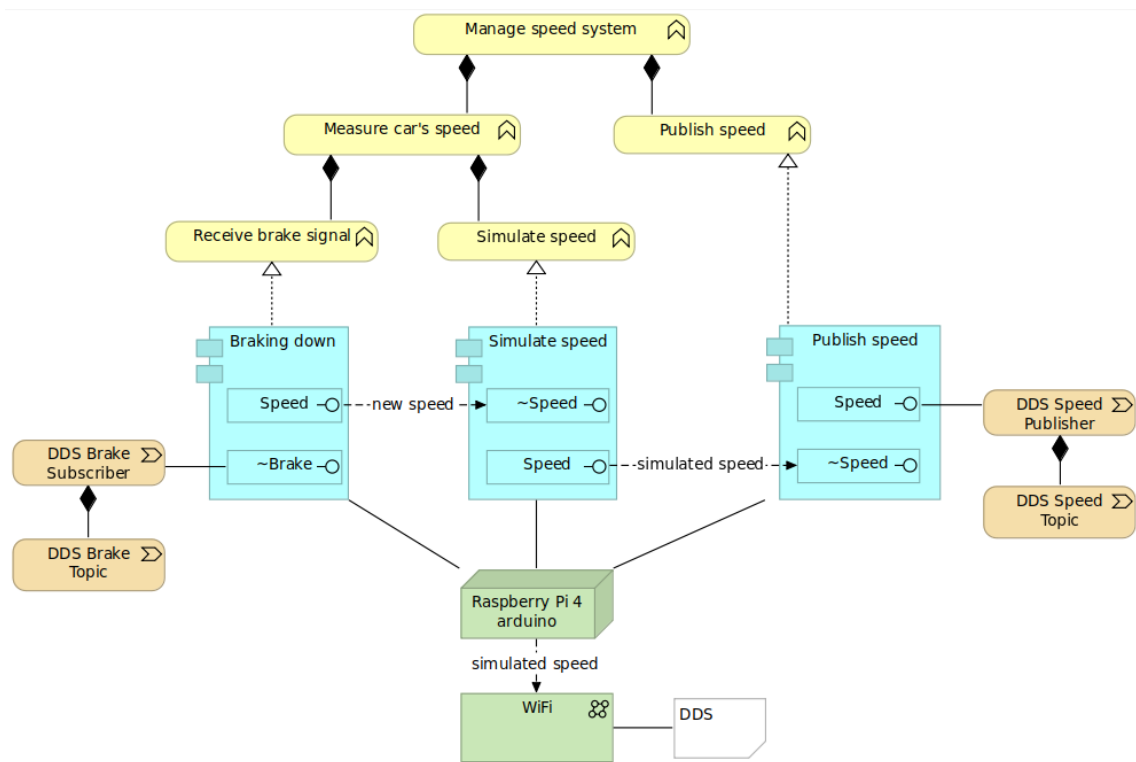 Manage speed system
Measure car's speed
Publish speed
Receive brake signal
Simulate speed
Braking down
Simulate speed
Publish speed
Speed
new speed
~Speed
Speed
DDS Speed
Publisher
DDS Brake
Subscriber
~Brake
Speed
simulated speed
~Speed
DDS Speed
Topic
DDS Brake
Topic
Raspberry Pi 4
arduino
simulated speed
WiFi
DDS